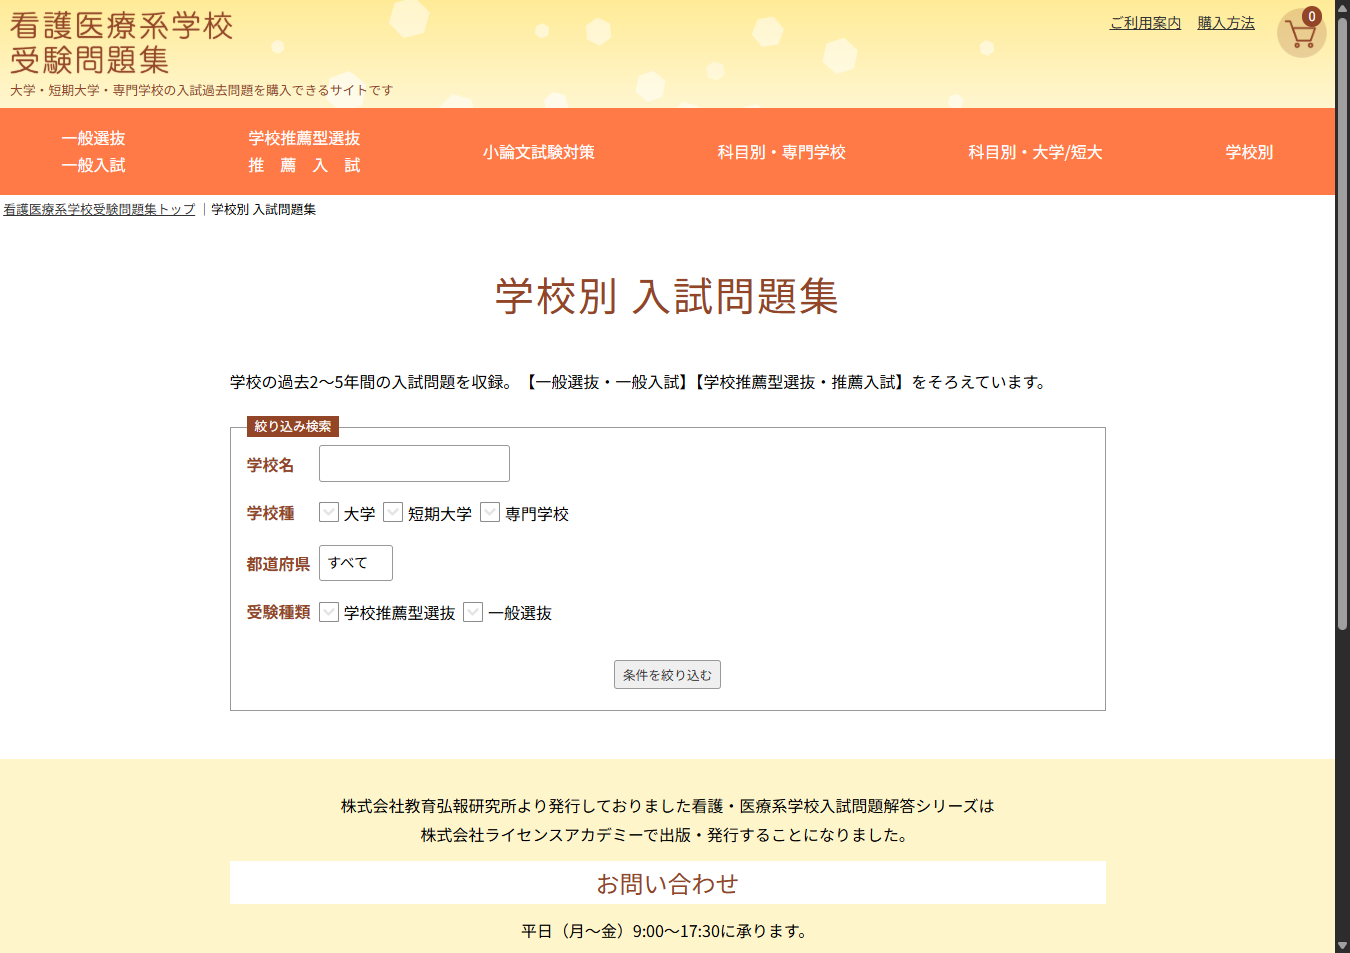 看護医療系学校
受験問題集
大学・短期大学・専門学校の入試過去問題を購入できるサイトです
ご利用案内 購入方法 0
一般選抜
一般入試
学校推薦型選抜
推 薦 入 試
小論文試験対策
科目別・専門学校
科目別・大学/短大
学校別
看護医療系学校受験問題集トップ | 学校別 入試問題集
学校別 入試問題集
学校の過去2〜5年間の入試問題を収録。【一般選抜・一般入試】【学校推薦型選抜・推薦入試】をそろえています。
絞り込み検索
学校名
学校種 大学 短期大学 専門学校
都道府県 すべて
受験種類 学校推薦型選抜 一般選抜
条件を絞り込む
株式会社教育弘報研究所より発行しておりました看護・医療系学校入試問題解答シリーズは
株式会社ライセンスアカデミーで出版・発行することになりました。
お問い合わせ
平日（月〜金）9:00〜17:30に承ります。